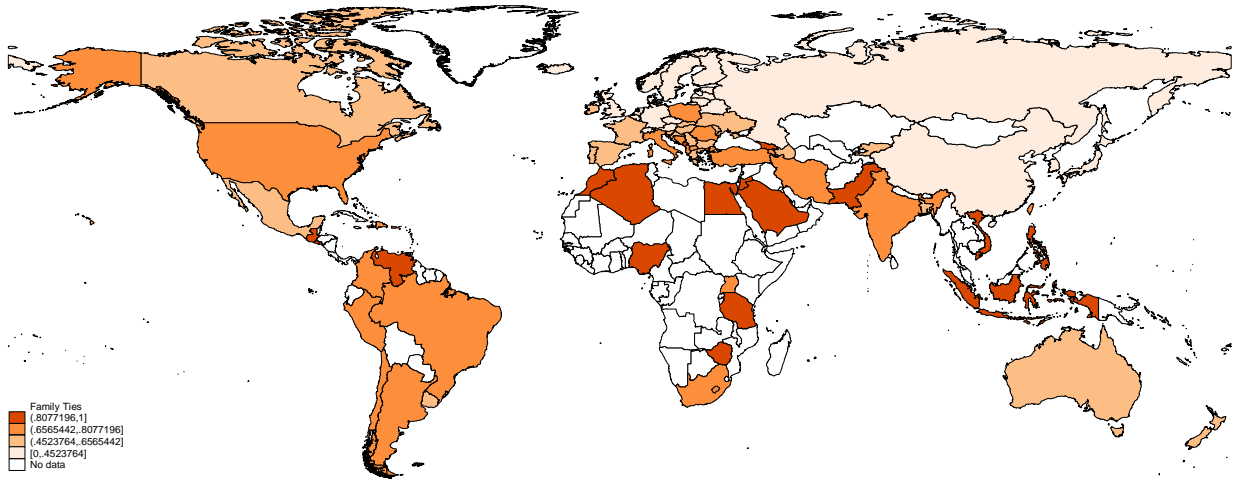 Family Ties
(.8077196,1]
(.6565442,.8077196]
(.4523764,.6565442]
[0,.4523764]
No data